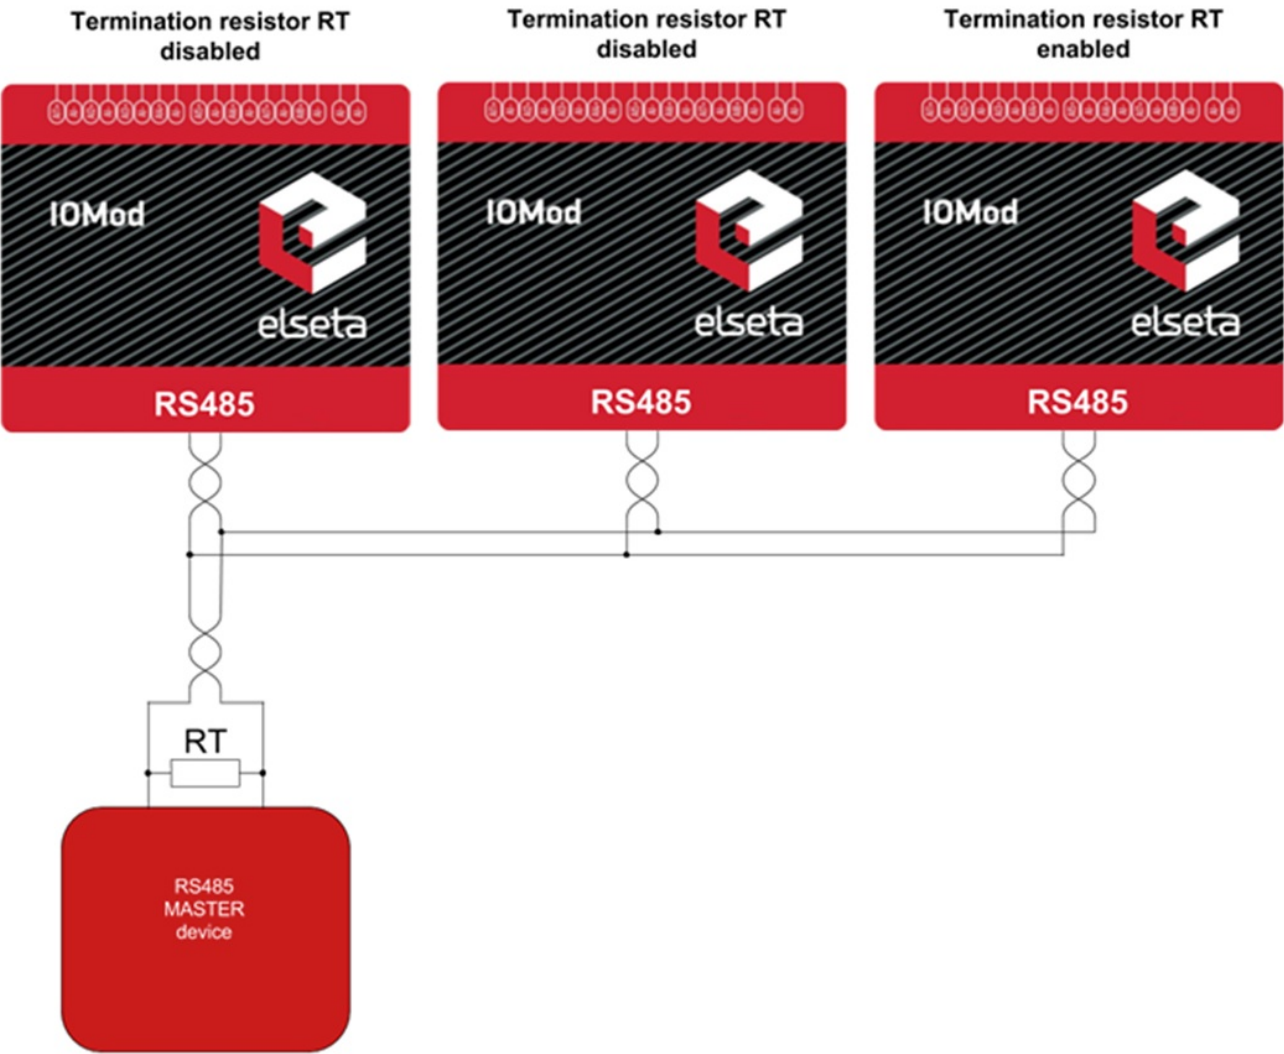 Termination resistor RT
disabled
Termination resistor RT
disabled
Termination resistor RT
enabled
IOMod
elseta
RS485
IOMod
elseta
RS485
IOMod
elseta
RS485
RT
RS485
MASTER
device